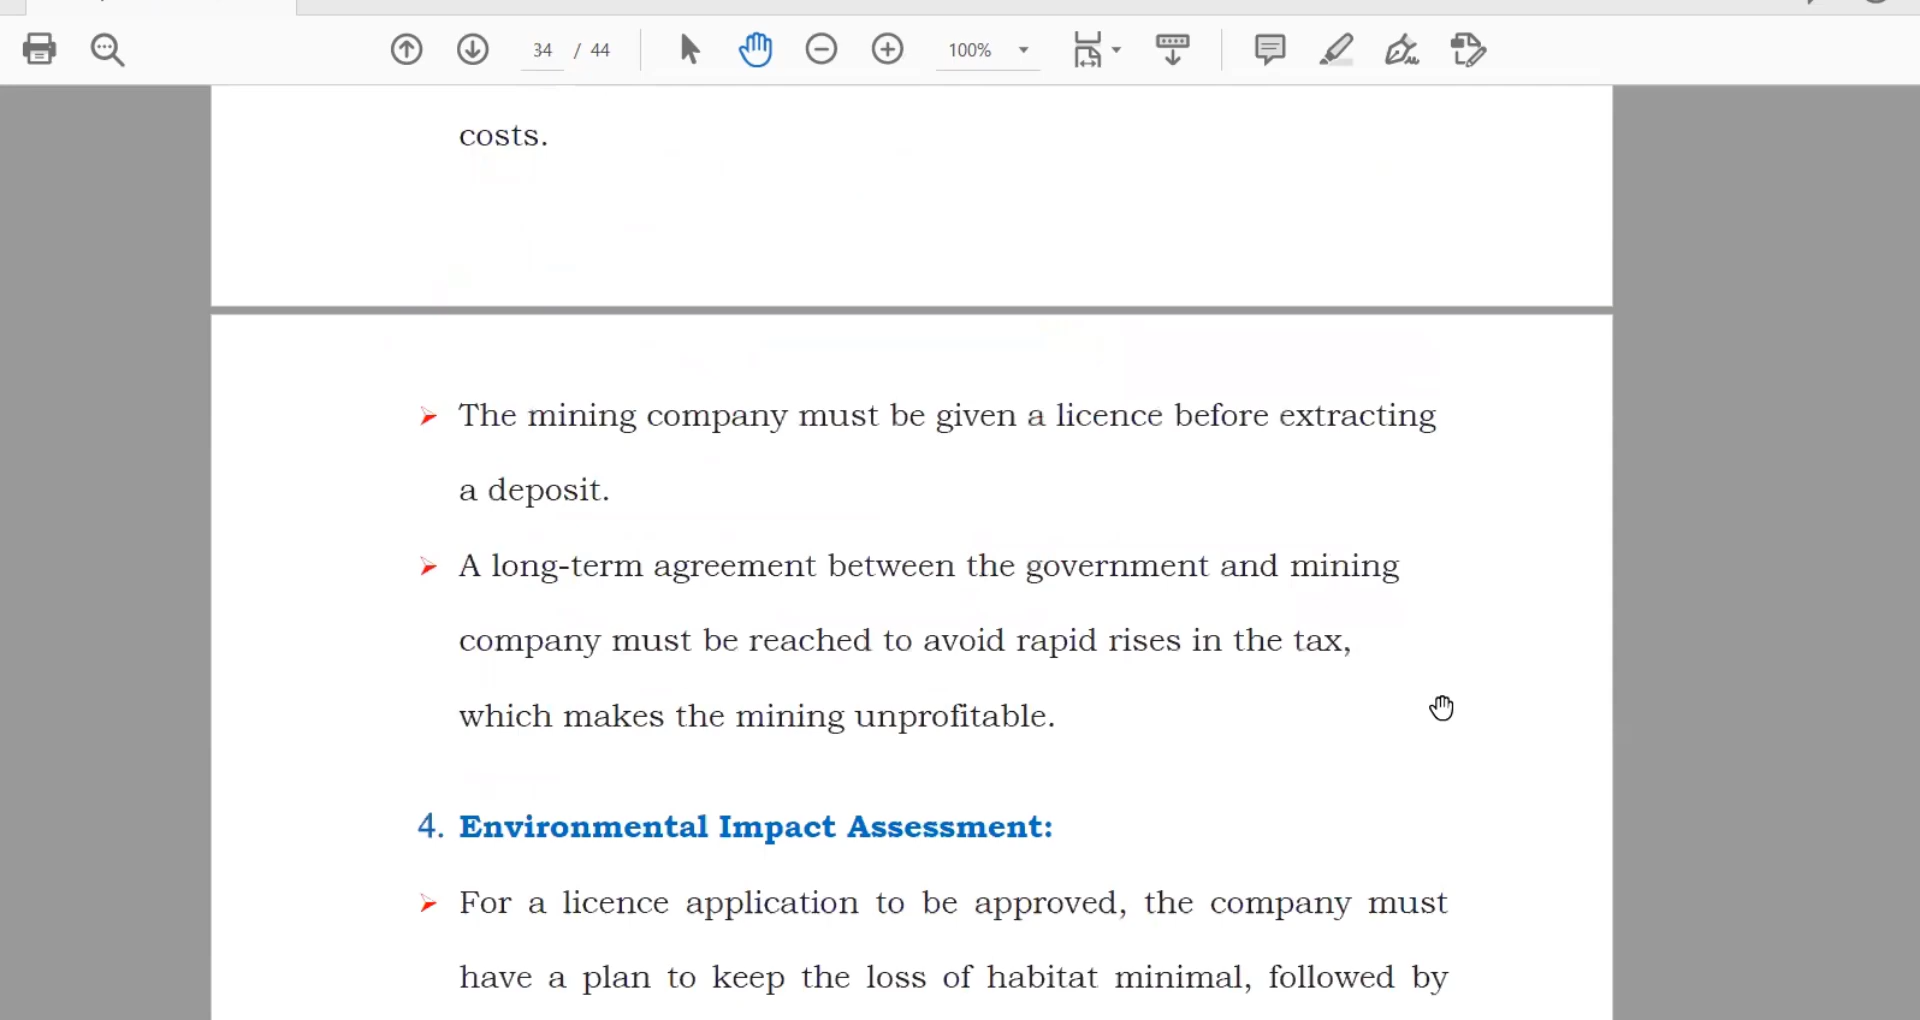 34 / 44
100%
costs.
The mining company must be given a licence before extracting
a deposit.
A long-term agreement between the government and mining
company must be reached to avoid rapid rises in the tax,
which makes the mining unprofitable.
4. Environmental Impact Assessment:
For a licence application to be approved, the company must
have a plan to keep the loss of habitat minimal, followed by